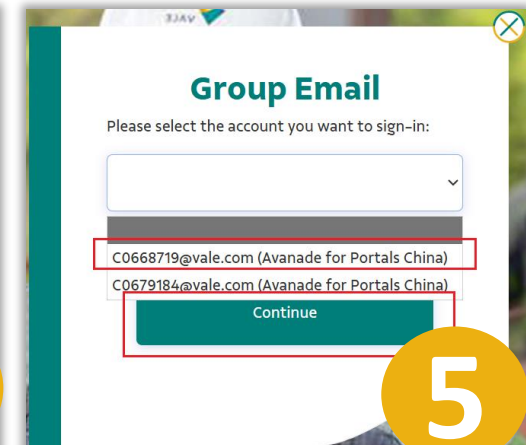 Group Email
Please select the account you want to sign-in:
C0668719@vale.com (Avanade for Portals China)
C0679184@vale.com (Avanade for Portals China)
Continue
5